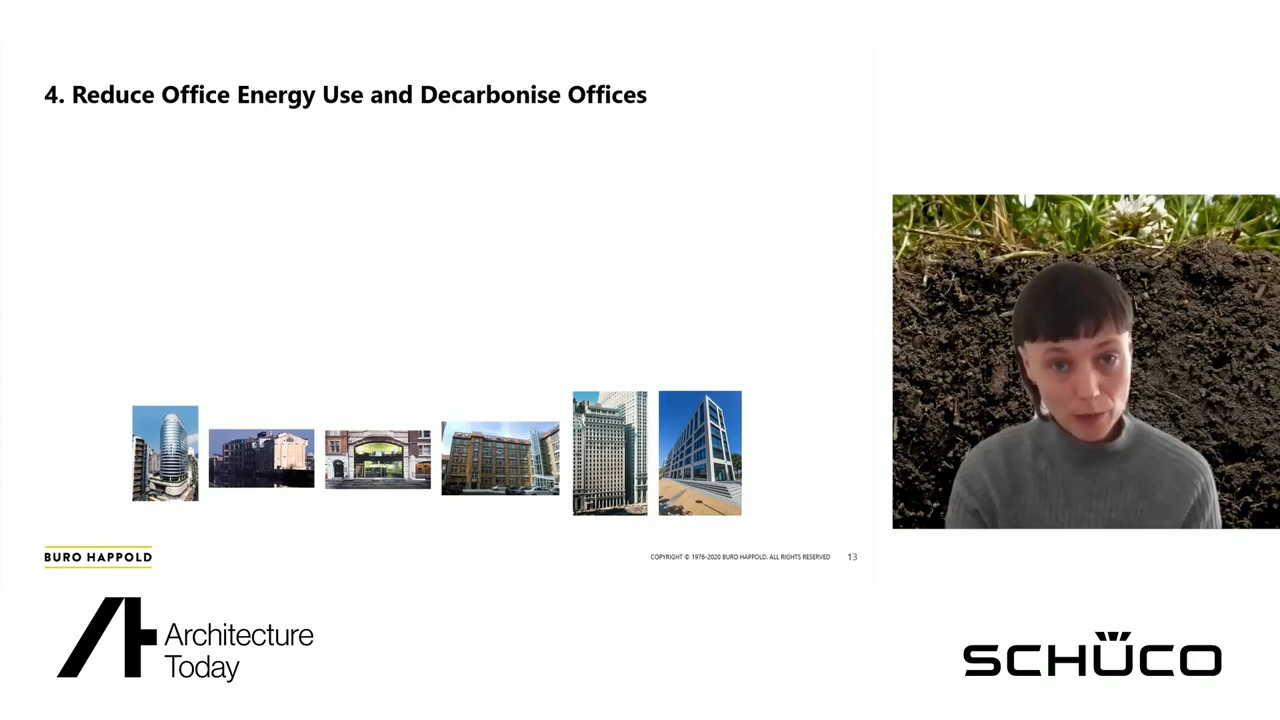 4. Reduce Office Energy Use and Decarbonise Offices
BURO HAPPOLD
COPYRIGHT © 1976-2020 BURO HAPPOLD. ALL RIGHTS RESERVED
13
Architecture
Today
SCHÜCO